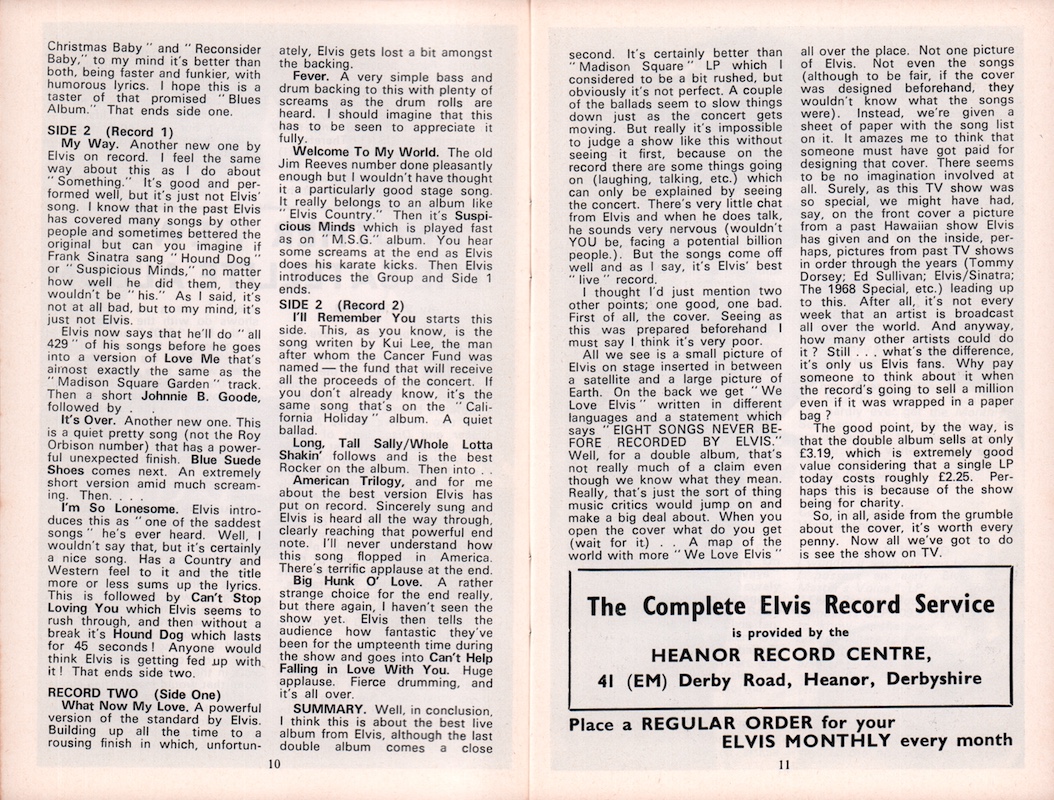 Christmas Baby " and " Reconsider
Baby," to my mind it's better than
both, being faster and funkier, with
humorous lyrics. I hope this is a
taster of that promised " Blues
Album." That ends side one.
SIDE 2 (Record 1)
My Way. Another new one by
Elvis on record. I feel the same
way about this as I do about
" Something." It's good and per-
formed well, but it's just not Elvis'
song. I know that in the past Elvis
has covered many songs by other
people and sometimes bettered the
original but can you imagine if
Frank Sinatra sang " Hound Dog "
or " Suspicious Minds," no matter
how well he did them, they
wouldn't be " his." As I said, it's
not at all bad, but to my mind, it's
just not Elvis.
Elvis now says that he'll do " all
429 " of his songs before he goes
into a version of Love Me that's
almost exactly the same as the
" Madison Square Garden " track.
Then a short Johnnie B. Goode,
followed by . .
It's Over. Another new one. This
is a quiet pretty song (not the Roy
Orbison number) that has a power-
ful unexpected finish. Blue Suede
Shoes comes next. An extremely
short version amid much scream-
ing. Then. . . .
I'm So Lonesome. Elvis intro-
duces this as " one of the saddest
songs " he's ever heard. Well, I
wouldn't say that, but it's certainly
a nice song. Has a Country and
Western feel to it and the title
more or less sums up the lyrics.
This is followed by Can't Stop
Loving You which Elvis seems to
rush through, and then without a
break it's Hound Dog which lasts
for 45 seconds ! Anyone would
think Elvis is getting fed up with
it ! That ends side two.
RECORD TWO (Side One)
What Now My Love. A powerful
version of the standard by Elvis.
Building up all the time to a
rousing finish in which, unfortun-
ately, Elvis gets lost a bit amongst
the backing.
Fever. A very simple bass and
drum backing to this with plenty of
screams as the drum rolls are
heard. I should imagine that this
has to be seen to appreciate it
fully.
Welcome To My World. The old
Jim Reeves number done pleasantly
enough but I wouldn't have thought
it a particularly good stage song.
It really belongs to an album like
" Elvis Country." Then it's Suspi-
cious Minds which is played fast
as on " M.S.G." album. You hear
some screams at the end as Elvis
does his karate kicks. Then Elvis
introduces the Group and Side 1
ends.
SIDE 2 (Record 2)
I'll Remember You starts this
side. This, as you know, is the
song writen by Kui Lee, the man
after whom the Cancer Fund was
named — the fund that will receive
all the proceeds of the concert. If
you don't already know, it's the
same song that's on the " Cali-
fornia Holiday " album. A quiet
ballad.
Long, Tall Sally/Whole Lotta
Shakin' follows and is the best
Rocker on the album. Then into . .
American Trilogy, and for me
about the best version Elvis has
put on record. Sincerely sung and
Elvis is heard all the way through,
clearly reaching that powerful end
note. I'll never understand how
this song flopped in America.
There's terrific applause at the end.
Big Hunk O' Love. A rather
strange choice for the end really,
but there again, I haven't seen the
show yet. Elvis then tells the
audience how fantastic they've
been for the umpteenth time during
the show and goes into Can't Help
Falling in Love With You. Huge
applause. Fierce drumming, and
it's all over.
SUMMARY. Well, in conclusion,
I think this is about the best live
album from Elvis, although the last
double album comes a close
10
second. It's certainly better than
" Madison Square " LP which I
considered to be a bit rushed, but
obviously it's not perfect. A couple
of the ballads seem to slow things
down just as the concert gets
moving. But really it's impossible
to judge a show like this without
seeing it first, because on the
record there are some things going
on (laughing, talking, etc.) which
can only be explained by seeing
the concert. There's very little chat
from Elvis and when he does talk,
he sounds very nervous (wouldn't
YOU be, facing a potential billion
people.). But the songs come off
well and as I say, it's Elvis' best
" live " record.
I thought I'd just mention two
other points; one good, one bad.
First of all, the cover. Seeing as
this was prepared beforehand I
must say I think it's very poor.
All we see is a small picture of
Elvis on stage inserted in between
a satellite and a large picture of
Earth. On the back we get " We
Love Elvis " written in different
languages and a statement which
says " EIGHT SONGS NEVER BE-
FORE RECORDED BY ELVIS."
Well, for a double album, that's
not really much of a claim even
though we know what they mean.
Really, that's just the sort of thing
music critics would jump on and
make a big deal about. When you
open the cover what do you get
(wait for it) . . A map of the
world with more " We Love Elvis "
all over the place. Not one picture
of Elvis. Not even the songs
(although to be fair, if the cover
was designed beforehand, they
wouldn't know what the songs
were). Instead, we're given a
sheet of paper with the song list
on it. It amazes me to think that
someone must have got paid for
designing that cover. There seems
to be no imagination involved at
all. Surely, as this TV show was
so special, we might have had,
say, on the front cover a picture
from a past Hawaiian show Elvis
has given and on the inside, per-
haps, pictures from past TV shows
in order through the years (Tommy
Dorsey; Ed Sullivan; Elvis/Sinatra;
The 1968 Special, etc.) leading up
to this. After all, it's not every
week that an artist is broadcast
all over the world. And anyway,
how many other artists could do
it ? Still . . . what's the difference,
it's only us Elvis fans. Why pay
someone to think about it when
the record's going to sell a million
even if it was wrapped in a paper
bag ?
The good point, by the way, is
that the double album sells at only
£3.19, which is extremely good
value considering that a single LP
today costs roughly £2.25. Per-
haps this is because of the show
being for charity.
So, in all, aside from the grumble
about the cover, it's worth every
penny. Now all we've got to do
is see the show on TV.
The Complete Elvis Record Service
is provided by the
HEANOR RECORD CENTRE,
41 (EM) Derby Road, Heanor, Derbyshire
Place a REGULAR ORDER for your
ELVIS MONTHLY every month
11